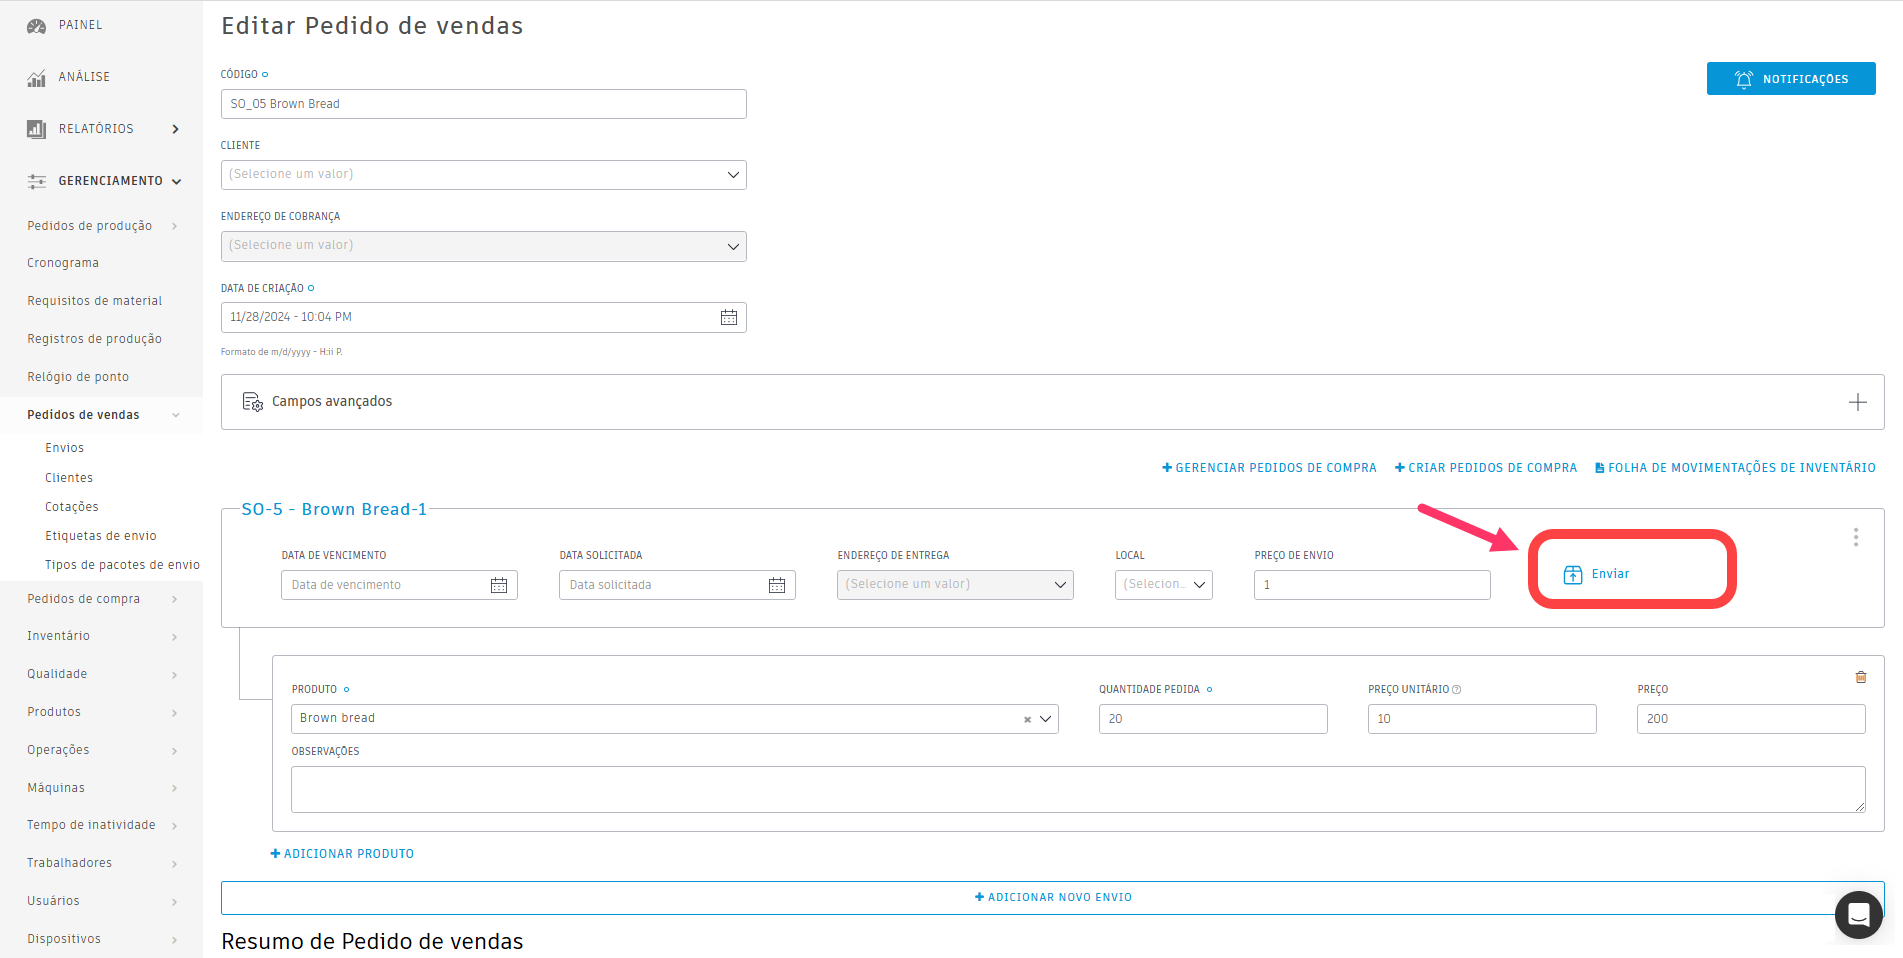 PAINEL
ANÁLISE
RELATÓRIOS
GERENCIAMENTO
Pedidos de produção
Cronograma
Requisitos de material
Registros de produção
Relógio de ponto
Pedidos de vendas
Envios
Clientes
Cotações
Etiquetas de envio
Tipos de pacotes de envio
Pedidos de compra
Inventário
Qualidade
Produtos
Operações
Máquinas
Tempo de inatividade
Trabalhadores
Usuários
Dispositivos
Editar Pedido de vendas
NOTIFICAÇÕES
CÓDIGO
SO_05 Brown Bread
CLIENTE
(Selecione um valor)
ENDEREÇO DE COBRANÇA
(Selecione um valor)
DATA DE CRIAÇÃO
11/28/2024 - 10:04 PM
Formato de m/d/yyyy - H:ii P.
Campos avançados
GERENCIAR PEDIDOS DE COMPRA CRIAR PEDIDOS DE COMPRA FOLHA DE MOVIMENTAÇÕES DE INVENTÁRIO
SO-5 - Brown Bread-1
DATA DE VENCIMENTO DATA SOLICITADA ENDEREÇO DE ENTREGA LOCAL PREÇO DE ENVIO
Data de vencimento Data solicitada (Selecione um valor) (Selecion... 1 Enviar
PRODUTO QUANTIDADE PEDIDA PREÇO UNITÁRIO PREÇO
Brown bread 20 10 200
OBSERVAÇÕES
ADICIONAR PRODUTO
ADICIONAR NOVO ENVIO
Resumo de Pedido de vendas